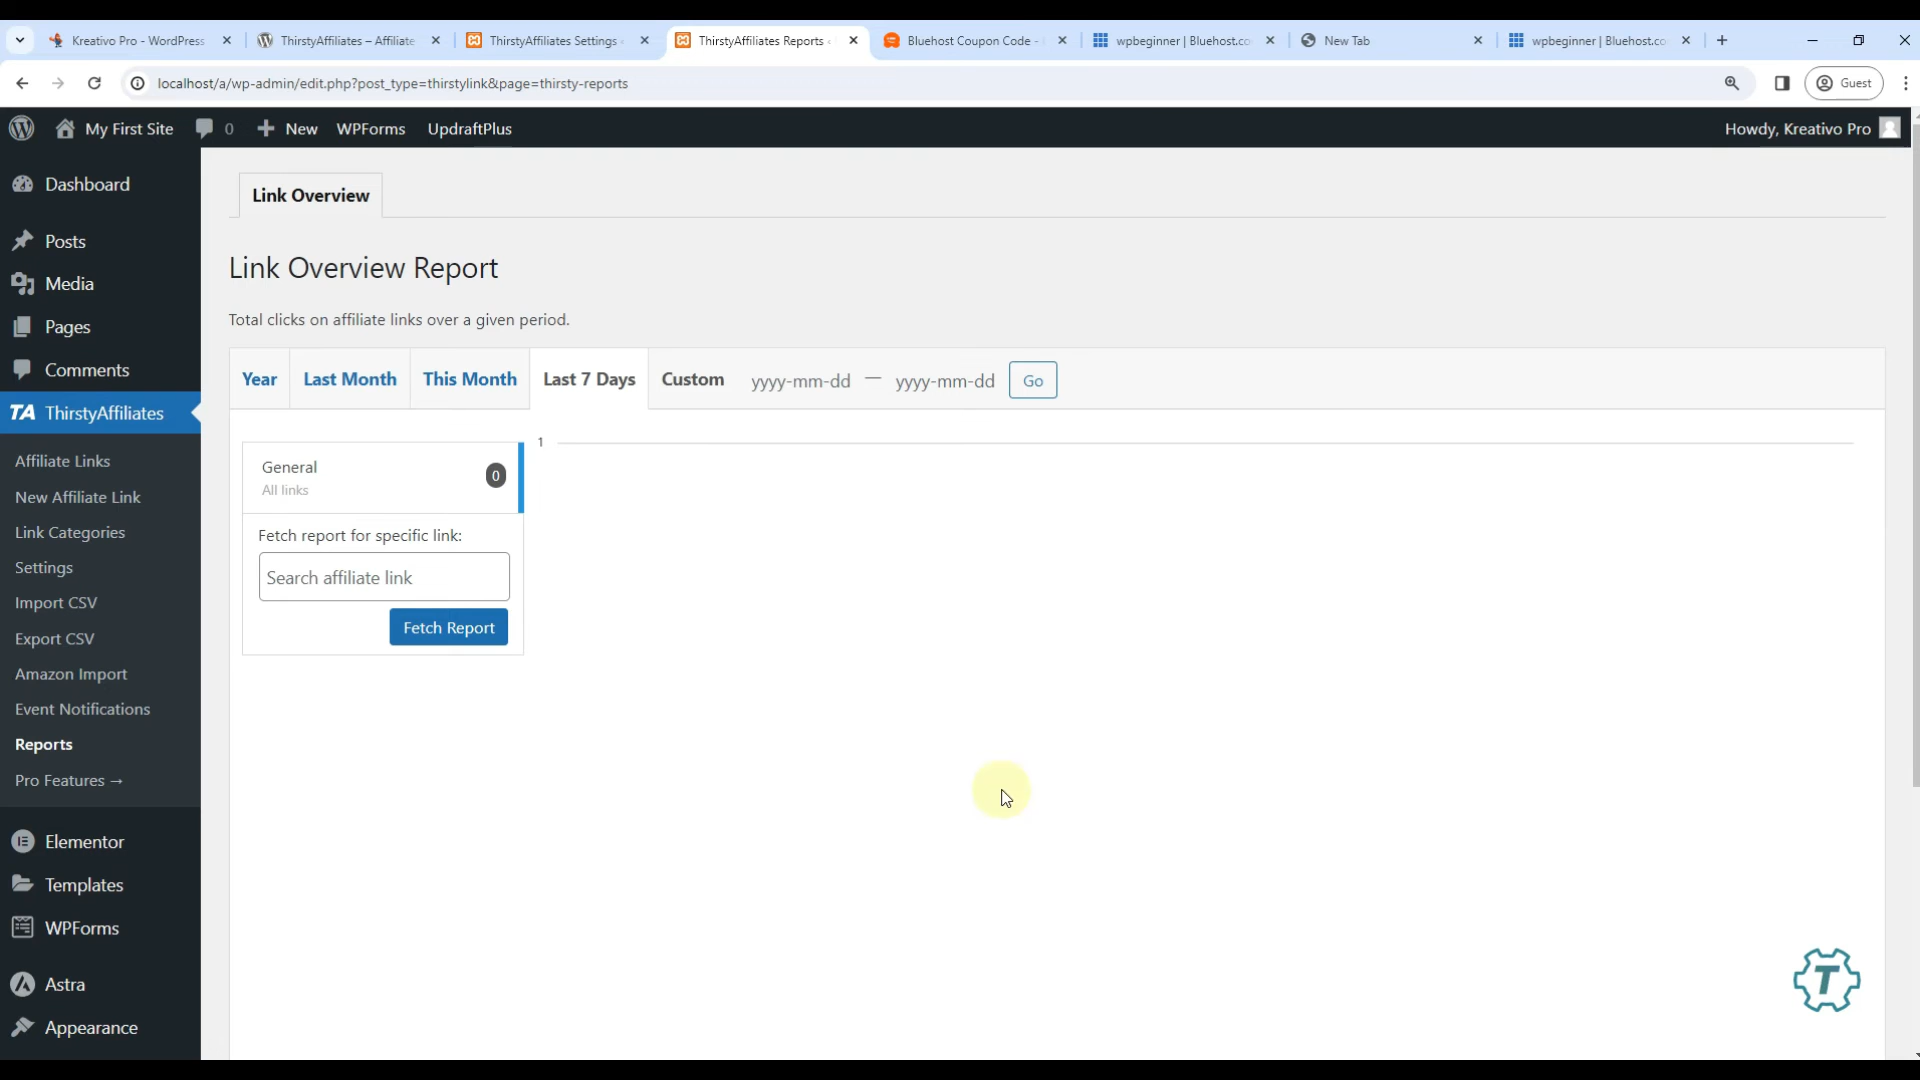 Kreativo Pro - WordPress
ThirstyAffiliates – Affiliate
ThirstyAffiliates Settings
ThirstyAffiliates Reports
Bluehost Coupon Code -
wpbeginner | Bluehost.co
New Tab
wpbeginner | Bluehost.co
localhost/a/wp-admin/edit.php?post_type=thirstylink&page=thirsty-reports
Guest
My First Site
0
New
WPForms
UpdraftPlus
Howdy, Kreativo Pro
Dashboard
Posts
Media
Pages
Comments
TA ThirstyAffiliates
Affiliate Links
New Affiliate Link
Link Categories
Settings
Import CSV
Export CSV
Amazon Import
Event Notifications
Reports
Pro Features →
Elementor
Templates
WPForms
Astra
Appearance
Link Overview
Link Overview Report
Total clicks on affiliate links over a given period.
Year
Last Month
This Month
Last 7 Days
Custom
yyyy-mm-dd — yyyy-mm-dd
Go
General
All links
0
1
Fetch report for specific link:
Search affiliate link
Fetch Report
T